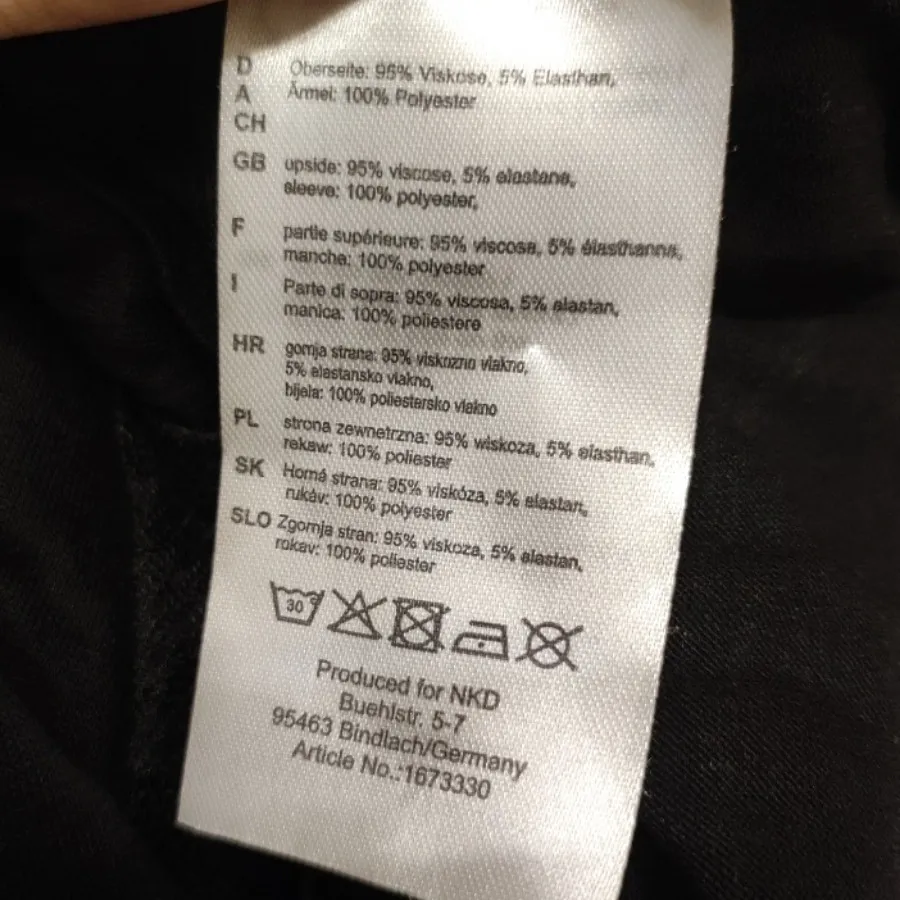 D Oberseite: 95% Viskose, 5% Elasthan,
A Ärmel: 100% Polyester
CH
GB upside: 95% viscose, 5% elastane,
sleeve: 100% polyester,
F partie supérieure: 95% viscosa, 5% élasthanne,
manche: 100% polyester
I Parte di sopra: 95% viscosa, 5% elastan,
manica: 100% poliestere
HR gornja strana: 95% viskozno vlakno,
5% elastansko vlakno,
bijela: 100% poliestersko vlakno
PL strona zewnetrzna: 95% wiskoza, 5% elasthan,
rekaw: 100% poliester
SK Horná strana: 95% viskóza, 5% elastan,
rukáv: 100% polyester
SLO Zgornja stran: 95% viskoza, 5% elastan,
rokav: 100% poliester
30
Produced for NKD
Buehlstr. 5-7
95463 Bindlach/Germany
Article No.:1673330